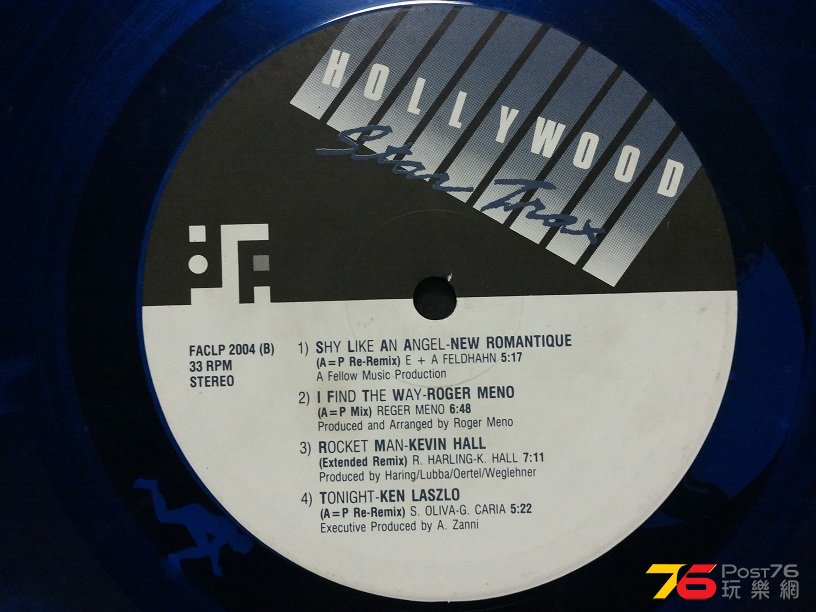 HOLLYWOOD
Star Trax
FACLP 2004 (B)
33 RPM
STEREO
1) SHY LIKE AN ANGEL-NEW ROMANTIQUE
(A=P Re-Remix) E + A FELDHAHN 5:17
A Fellow Music Production
2) I FIND THE WAY-ROGER MENO
(A=P Mix) REGER MENO 6:48
Produced and Arranged by Roger Meno
3) ROCKET MAN-KEVIN HALL
(Extended Remix) R. HARLING-K. HALL 7:11
Produced by Haring/Lubba/Oertel/Weglehner
4) TONIGHT-KEN LASZLO
(A=P Re-Remix) S. OLIVA-G. CARIA 5:22
Executive Produced by A. Zanni
76 POST76
玩樂網